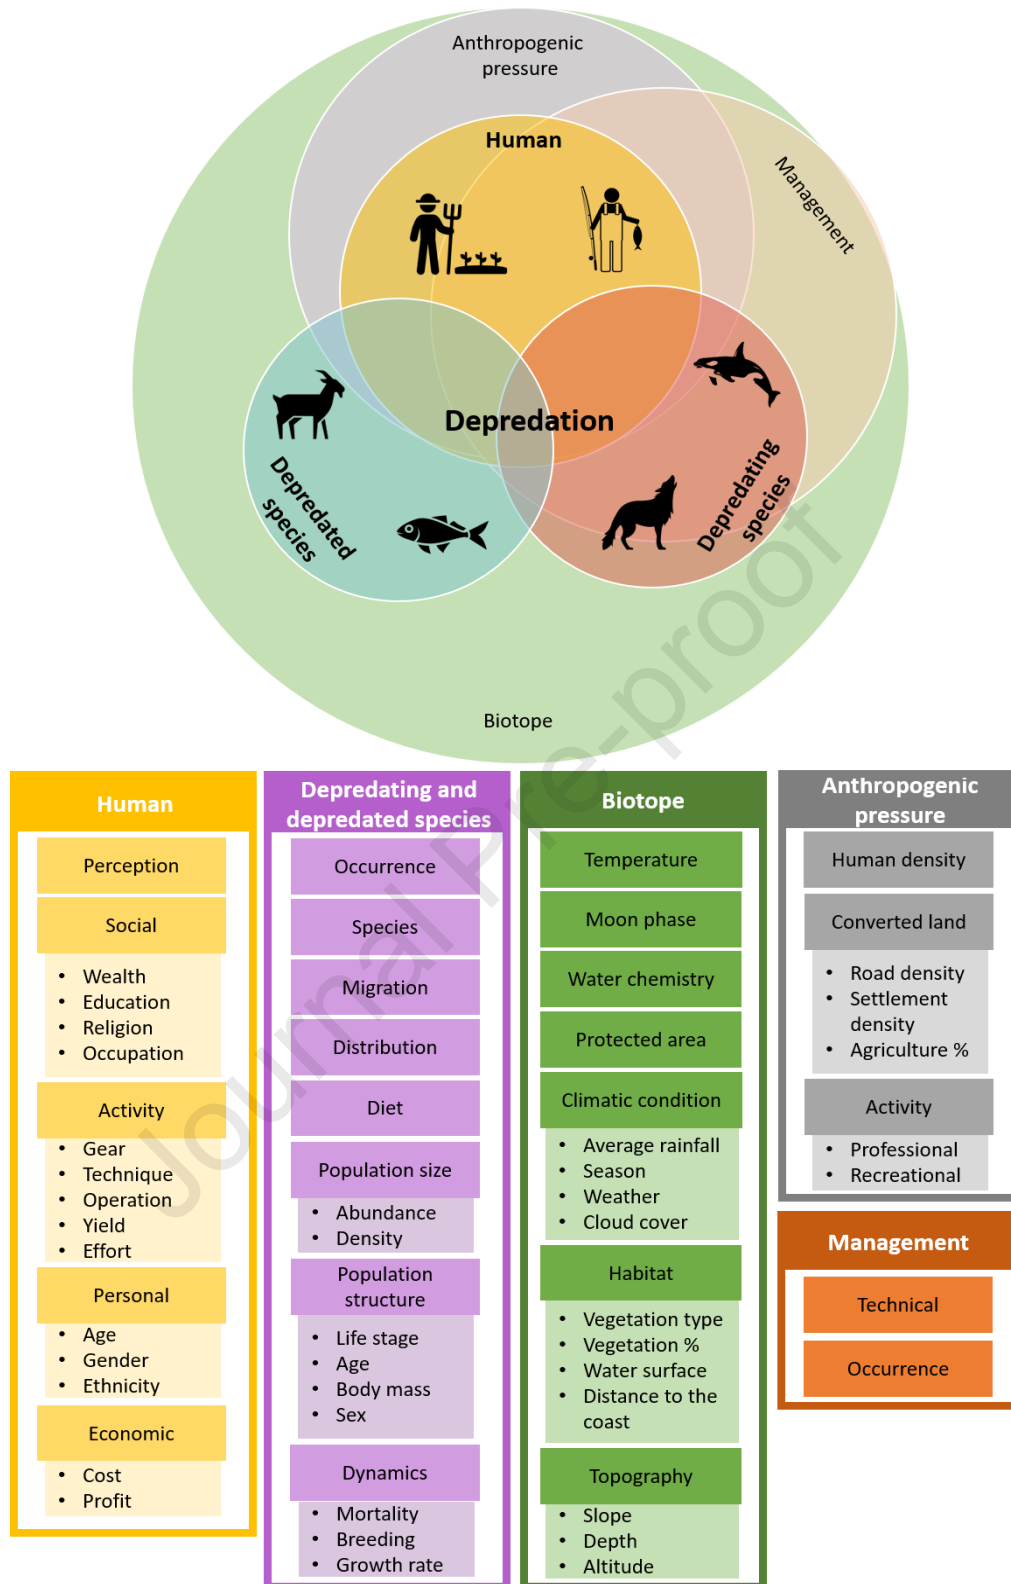 Anthropogenic
pressure
Human
Management
Depredation
Depredated
species
Depredating
species
Biotope
Journal Pre-proof
Human
Perception
Social
• Wealth
• Education
• Religion
• Occupation
Activity
• Gear
• Technique
• Operation
• Yield
• Effort
Personal
• Age
• Gender
• Ethnicity
Economic
• Cost
• Profit
Depredating and
depredated species
Occurrence
Species
Migration
Distribution
Diet
Population size
• Abundance
• Density
Population
structure
• Life stage
• Age
• Body mass
• Sex
Dynamics
• Mortality
• Breeding
• Growth rate
Biotope
Temperature
Moon phase
Water chemistry
Protected area
Climatic condition
• Average rainfall
• Season
• Weather
• Cloud cover
Habitat
• Vegetation type
• Vegetation %
• Water surface
• Distance to the
coast
Topography
• Slope
• Depth
• Altitude
Anthropogenic
pressure
Human density
Converted land
• Road density
• Settlement
density
• Agriculture %
Activity
• Professional
• Recreational
Management
Technical
Occurrence